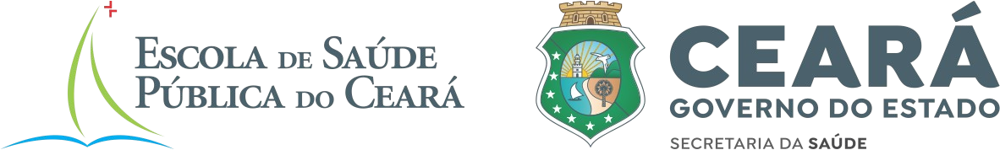 Escola de Saúde
Pública do Ceará
CEARÁ
GOVERNO DO ESTADO
SECRETARIA DA SAÚDE